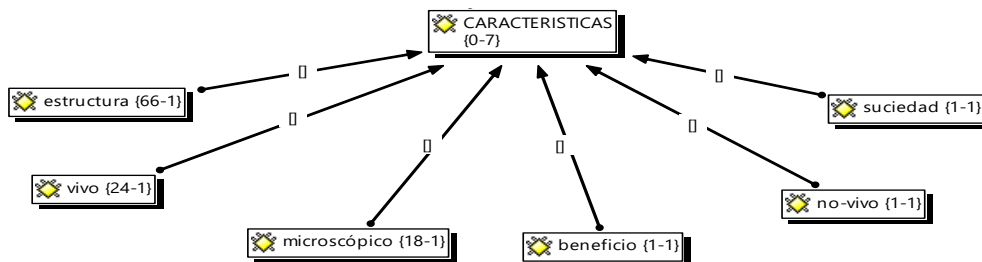 CARACTERISTICAS
{0-7}
[]
[]
estructura {66-1}
suciedad {1-1}
[]
[]
[]
[]
vivo {24-1}
no-vivo {1-1}
microscópico {18-1}
beneficio {1-1}